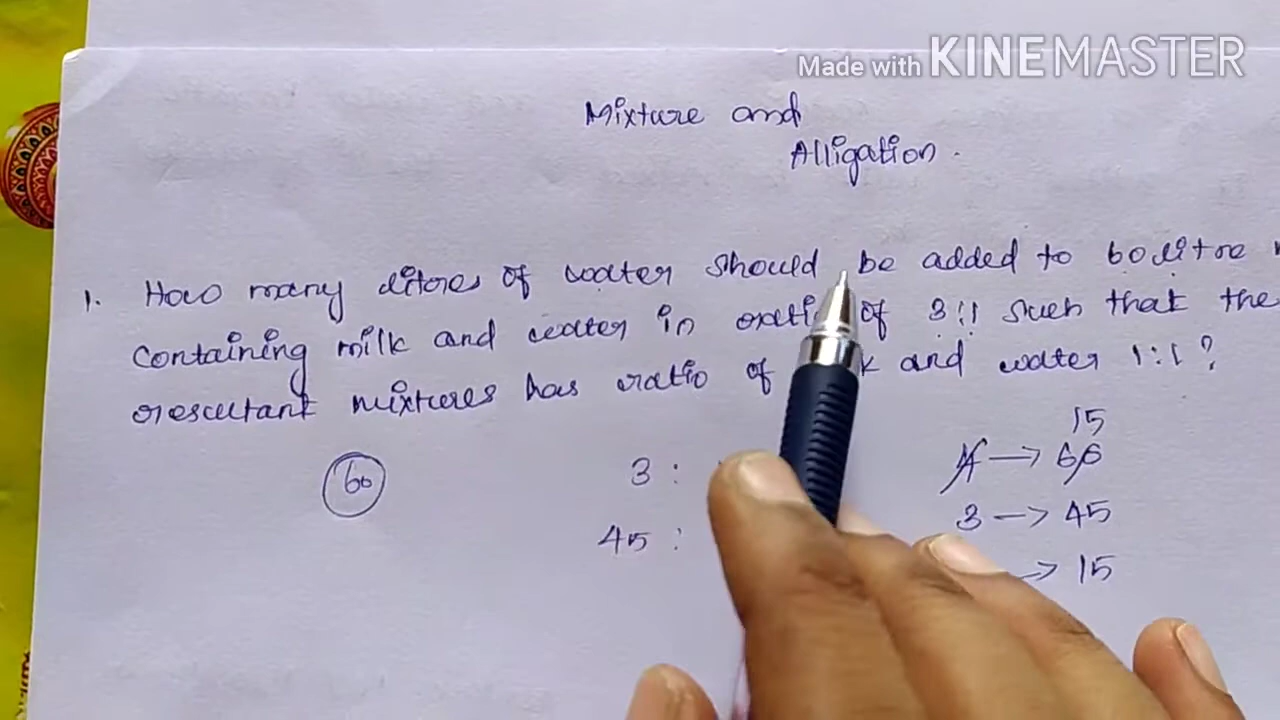 Made with KINEMASTER
Mixture and
Alligation.
1. How many litres of water should be added to 60 litre
containing milk and water in ratio of 3:1 such that the
resultant mixtures has ratio of and water 1:1?
15
60
3 :
4 → 60
3 → 45
45 :
→ 15